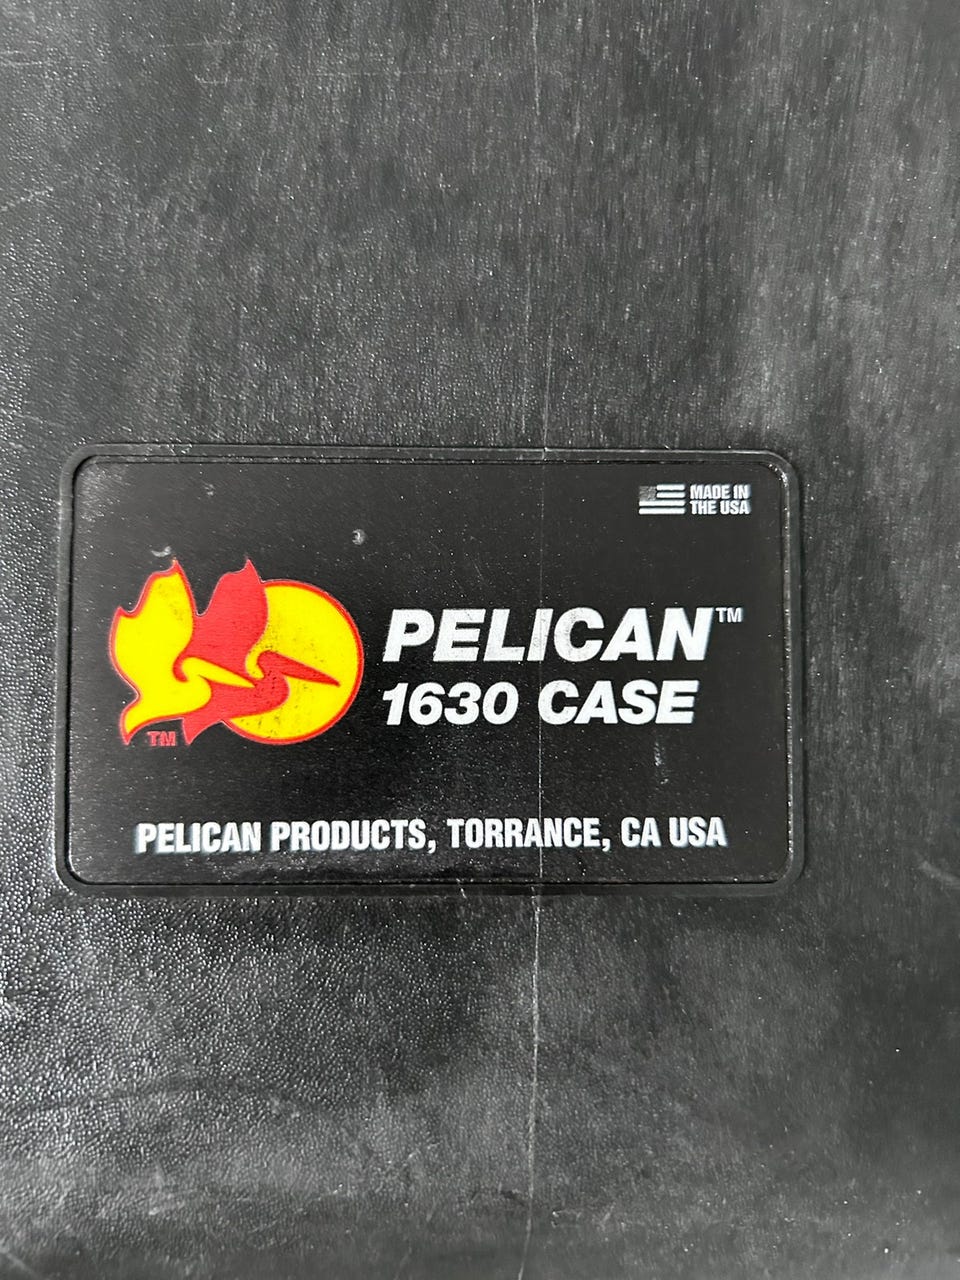 MADE IN
THE USA
PELICAN™
1630 CASE
TM
PELICAN PRODUCTS, TORRANCE, CA USA